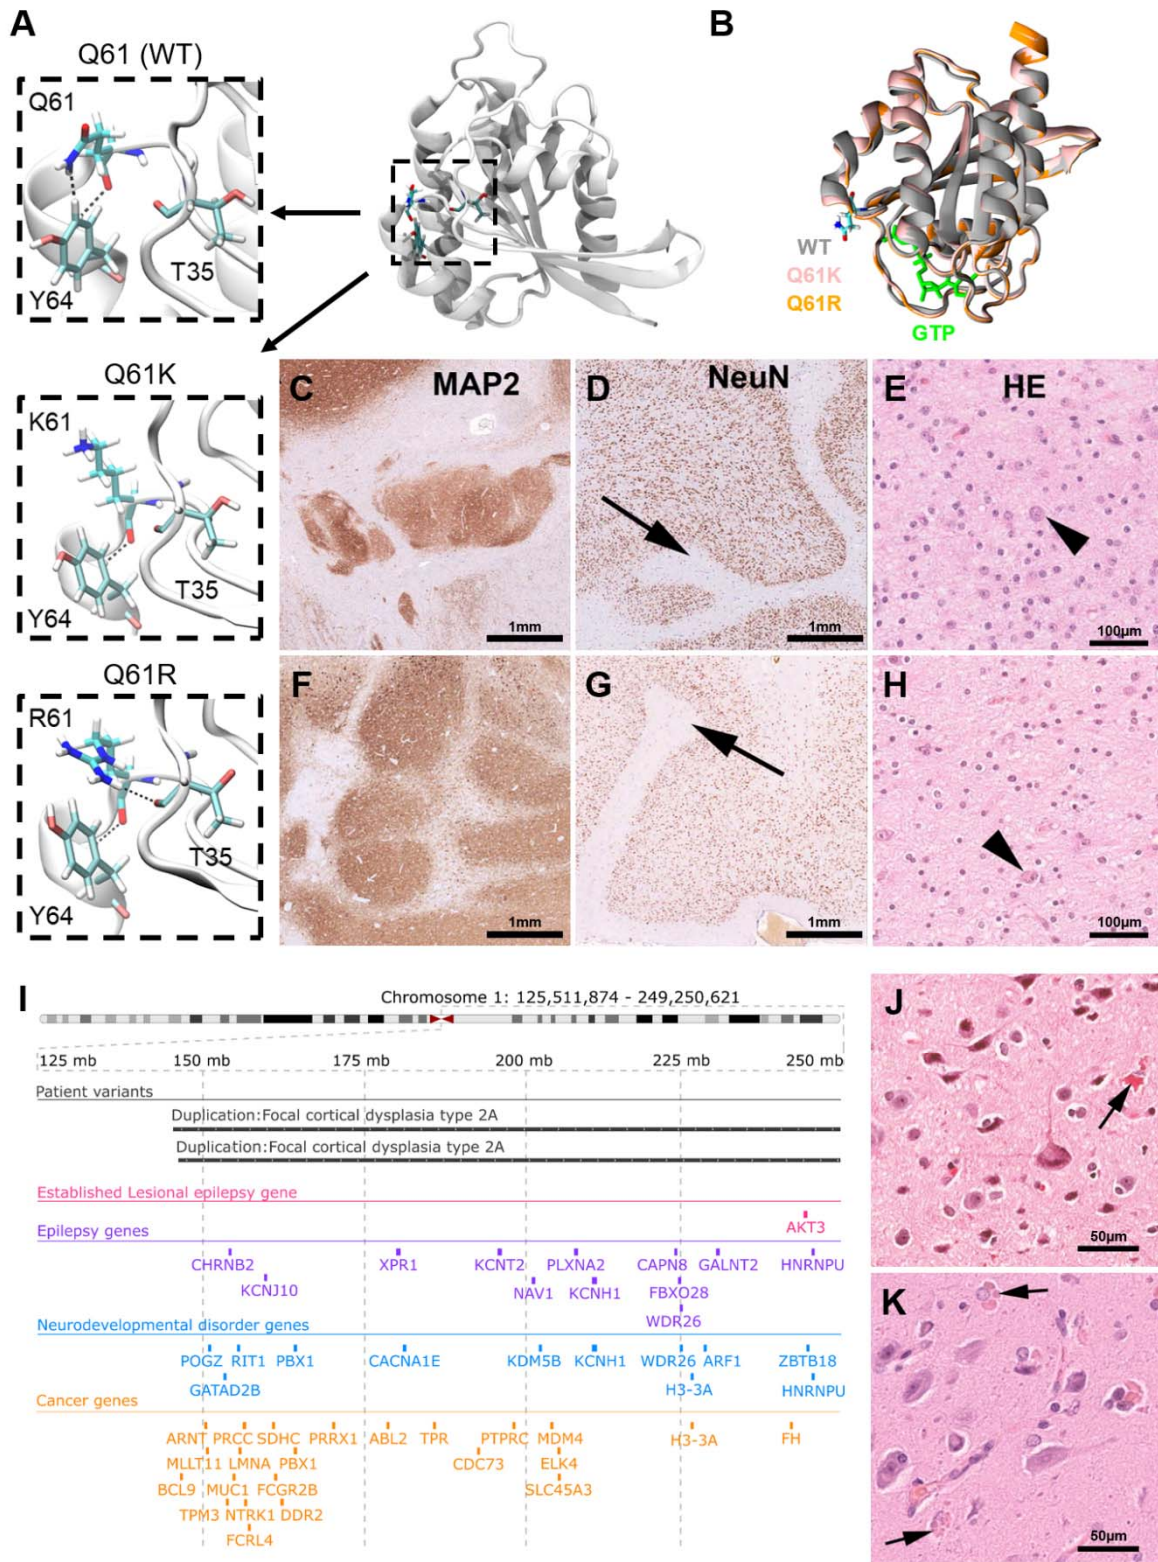 A
B
Q61 (WT)
Q61
T35
Y64
WT
Q61K
Q61R
GTP
Q61K
K61
T35
Y64
C
MAP2
D
NeuN
E
HE
1mm
1mm
100µm
Q61R
R61
T35
Y64
F
G
H
1mm
1mm
100µm
I
Chromosome 1: 125,511,874 - 249,250,621
125 mb 150 mb 175 mb 200 mb 225 mb 250 mb
Patient variants
Duplication:Focal cortical dysplasia type 2A
Duplication:Focal cortical dysplasia type 2A
Established Lesional epilepsy gene
AKT3
Epilepsy genes
CHRNB2 XPR1 KCNT2 PLXNA2 CAPN8 GALNT2 HNRNPU
KCNJ10 NAV1 KCNH1 FBXO28
WDR26
Neurodevelopmental disorder genes
POGZ RIT1 PBX1 CACNA1E KDM5B KCNH1 WDR26 ARF1 ZBTB18
GATAD2B H3-3A HNRNPU
Cancer genes
ARNT PRCC SDHC PRRX1 ABL2 TPR PTPRC MDM4 H3-3A FH
MLLT11 LMNA PBX1 CDC73 ELK4
BCL9 MUC1 FCGR2B SLC45A3
TPM3 NTRK1 DDR2
FCRL4
J
50µm
K
50µm